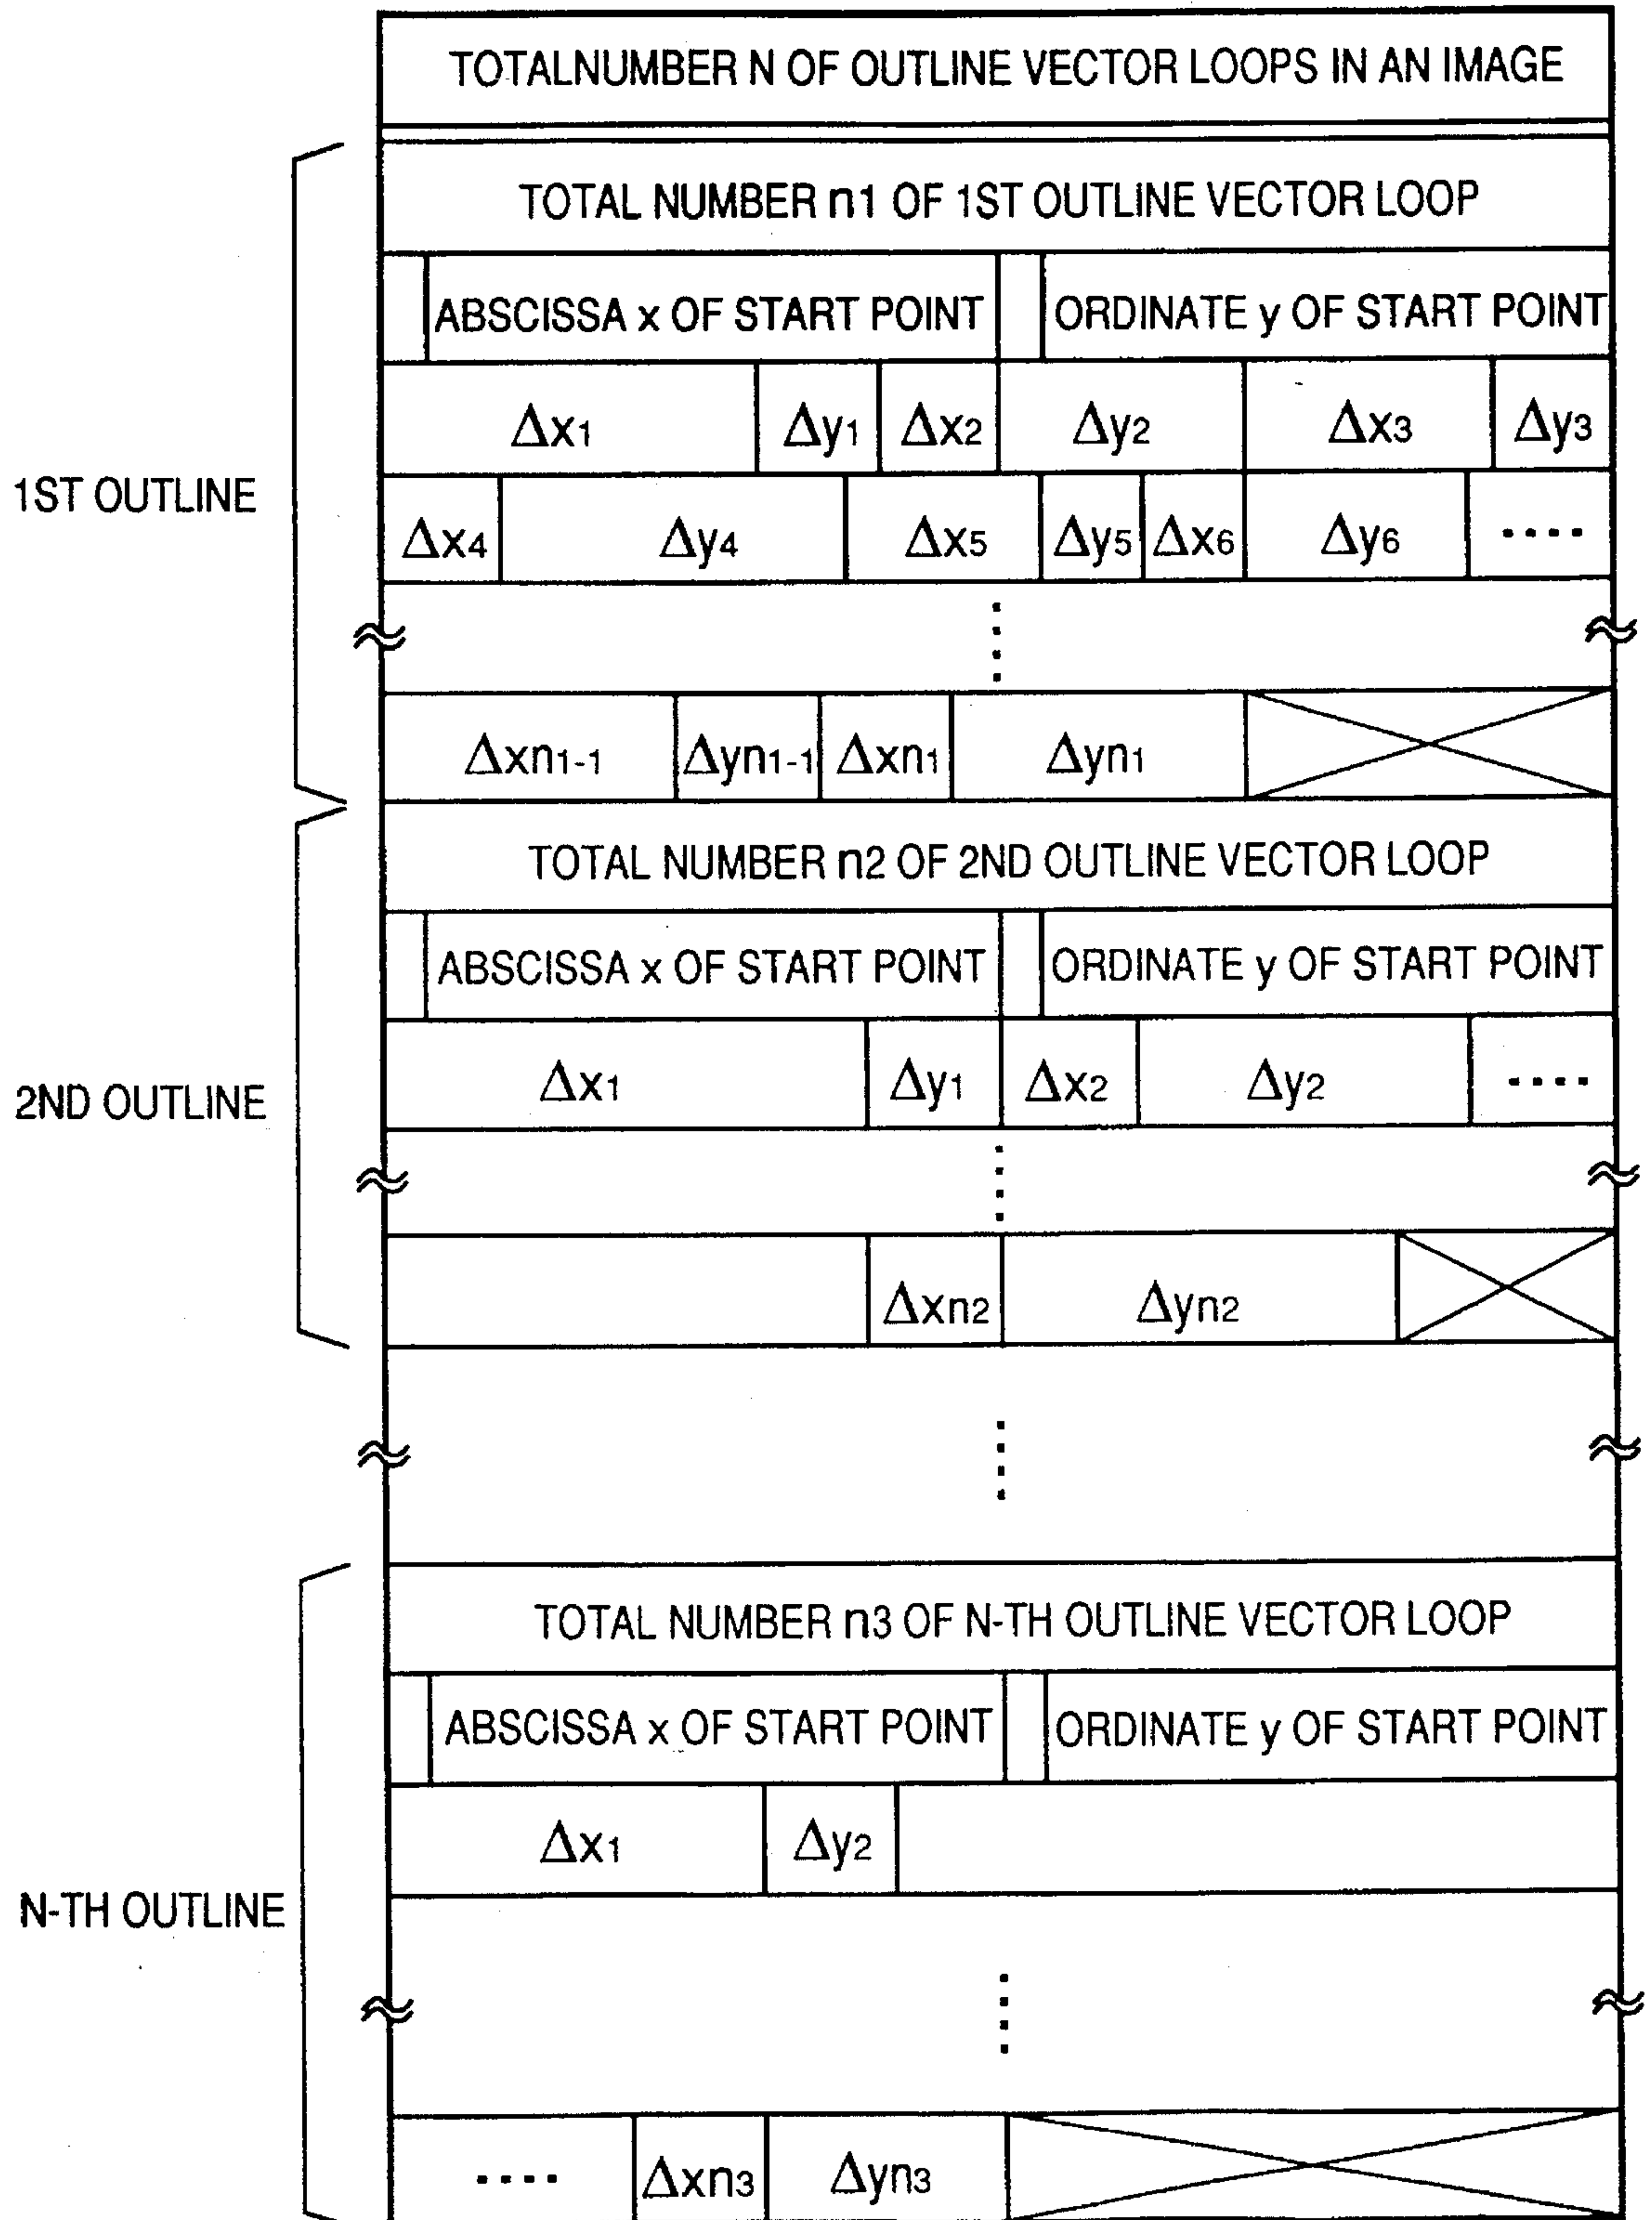 TOTALNUMBER N OF OUTLINE VECTOR LOOPS IN AN IMAGE
TOTAL NUMBER n1 OF 1ST OUTLINE VECTOR LOOP
ABSCISSA x OF START POINT ORDINATE y OF START POINT
Δx1 Δy1 Δx2 Δy2 Δx3 Δy3
1ST OUTLINE
Δx4 Δy4 Δx5 Δy5 Δx6 Δy6 ····
Δxn1-1 Δyn1-1 Δxn1 Δyn1
TOTAL NUMBER n2 OF 2ND OUTLINE VECTOR LOOP
ABSCISSA x OF START POINT ORDINATE y OF START POINT
2ND OUTLINE
Δx1 Δy1 Δx2 Δy2 ····
Δxn2 Δyn2
TOTAL NUMBER n3 OF N-TH OUTLINE VECTOR LOOP
ABSCISSA x OF START POINT ORDINATE y OF START POINT
Δx1 Δy2
N-TH OUTLINE
···· Δxn3 Δyn3